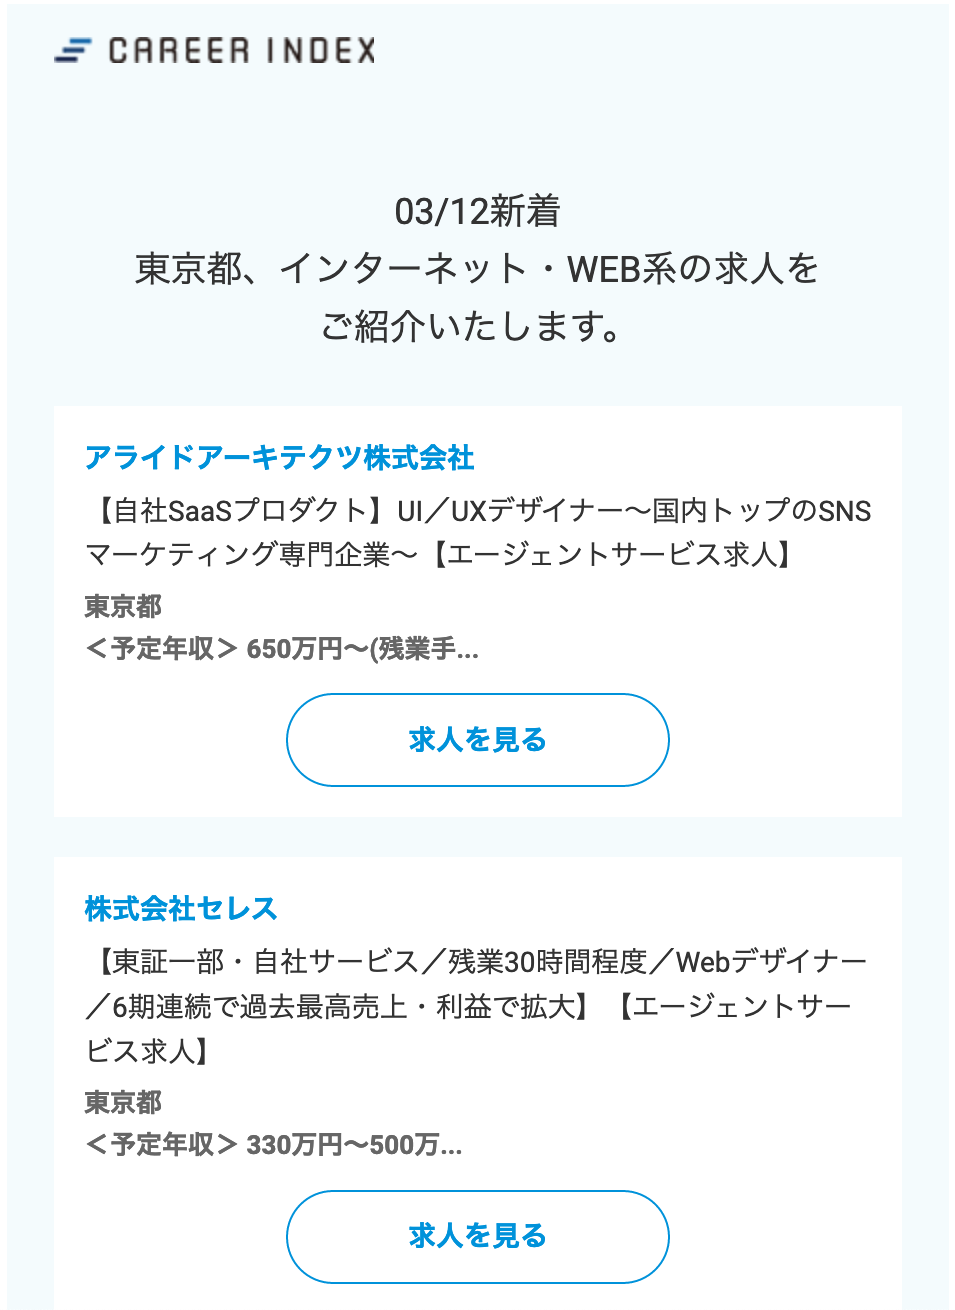 CAREER INDEX
03/12新着
東京都、インターネット・WEB系の求人を
ご紹介いたします。
アライドアーキテクツ株式会社
【自社SaaSプロダクト】UI／UXデザイナー～国内トップのSNS
マーケティング専門企業～【エージェントサービス求人】
東京都
＜予定年収＞ 650万円～(残業手...
求人を見る
株式会社セレス
【東証一部・自社サービス／残業30時間程度／Webデザイナー
／6期連続で過去最高売上・利益で拡大】【エージェントサー
ビス求人】
東京都
＜予定年収＞ 330万円～500万...
求人を見る